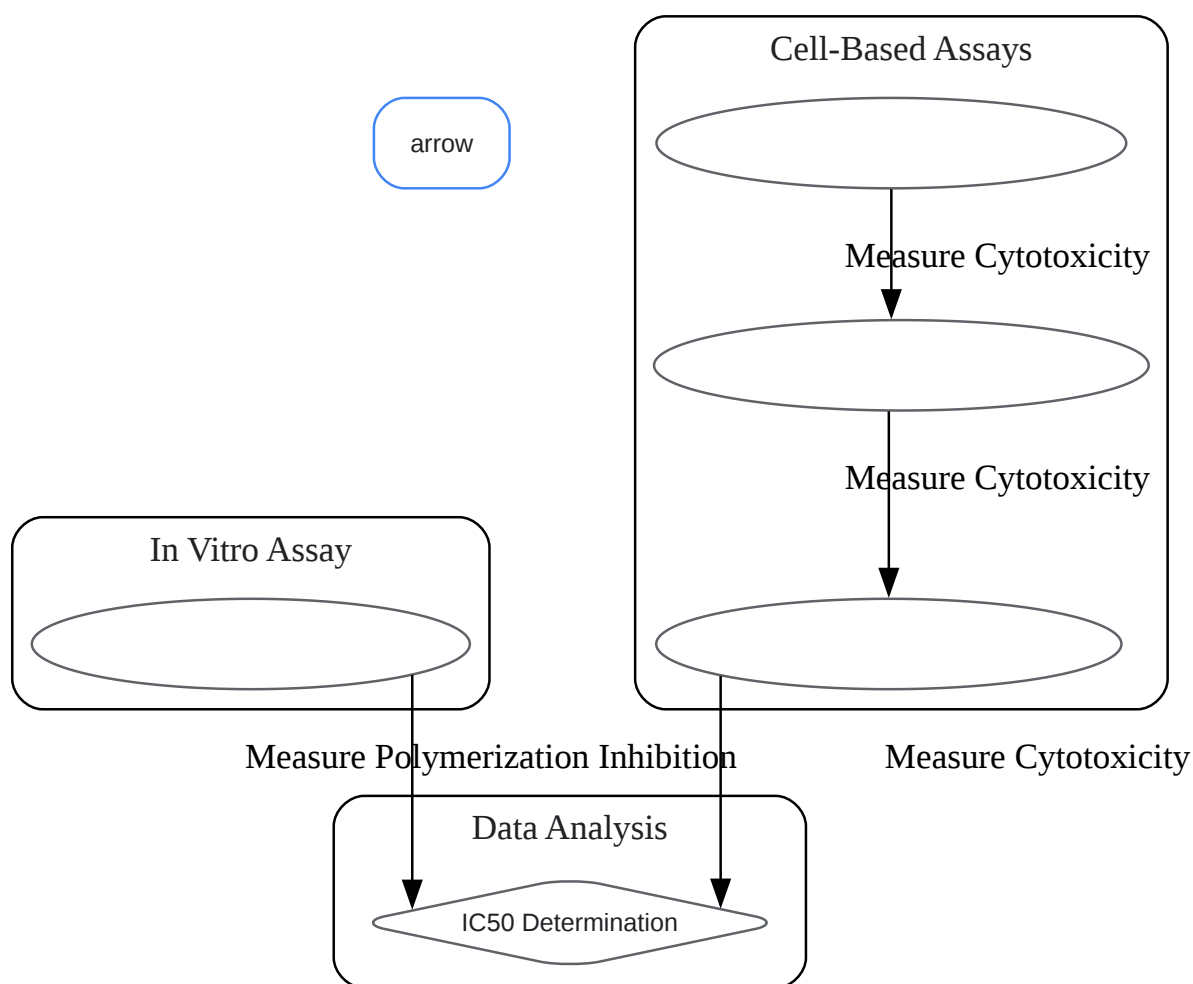 Cell-Based Assays
arrow
Measure Cytotoxicity
Measure Cytotoxicity
In Vitro Assay
Measure Polymerization Inhibition
Measure Cytotoxicity
Data Analysis
IC50 Determination